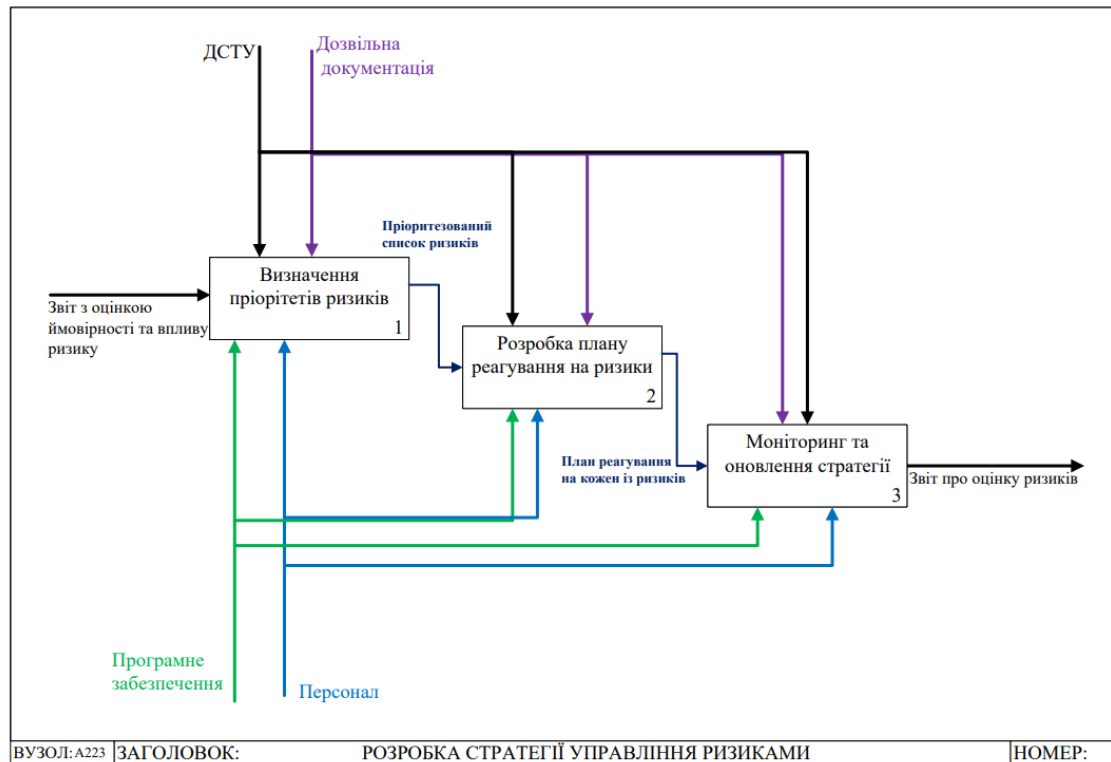 ДСТУ
Дозвільна
документація
Пріоритезований
список ризиків
Визначення
пріорітетів ризиків
1
Звіт з оцінкою
ймовірності та впливу
ризику
Розробка плану
реагування на ризики
2
План реагування
на кожен із ризиків
Моніторинг та
оновлення стратегії
3
Звіт про оцінку ризиків
Програмне
забезпечення
Персонал
ВУЗОЛ: А223 ЗАГОЛОВОК: РОЗРОБКА СТРАТЕГІЇ УПРАВЛІННЯ РИЗИКАМИ НОМЕР: